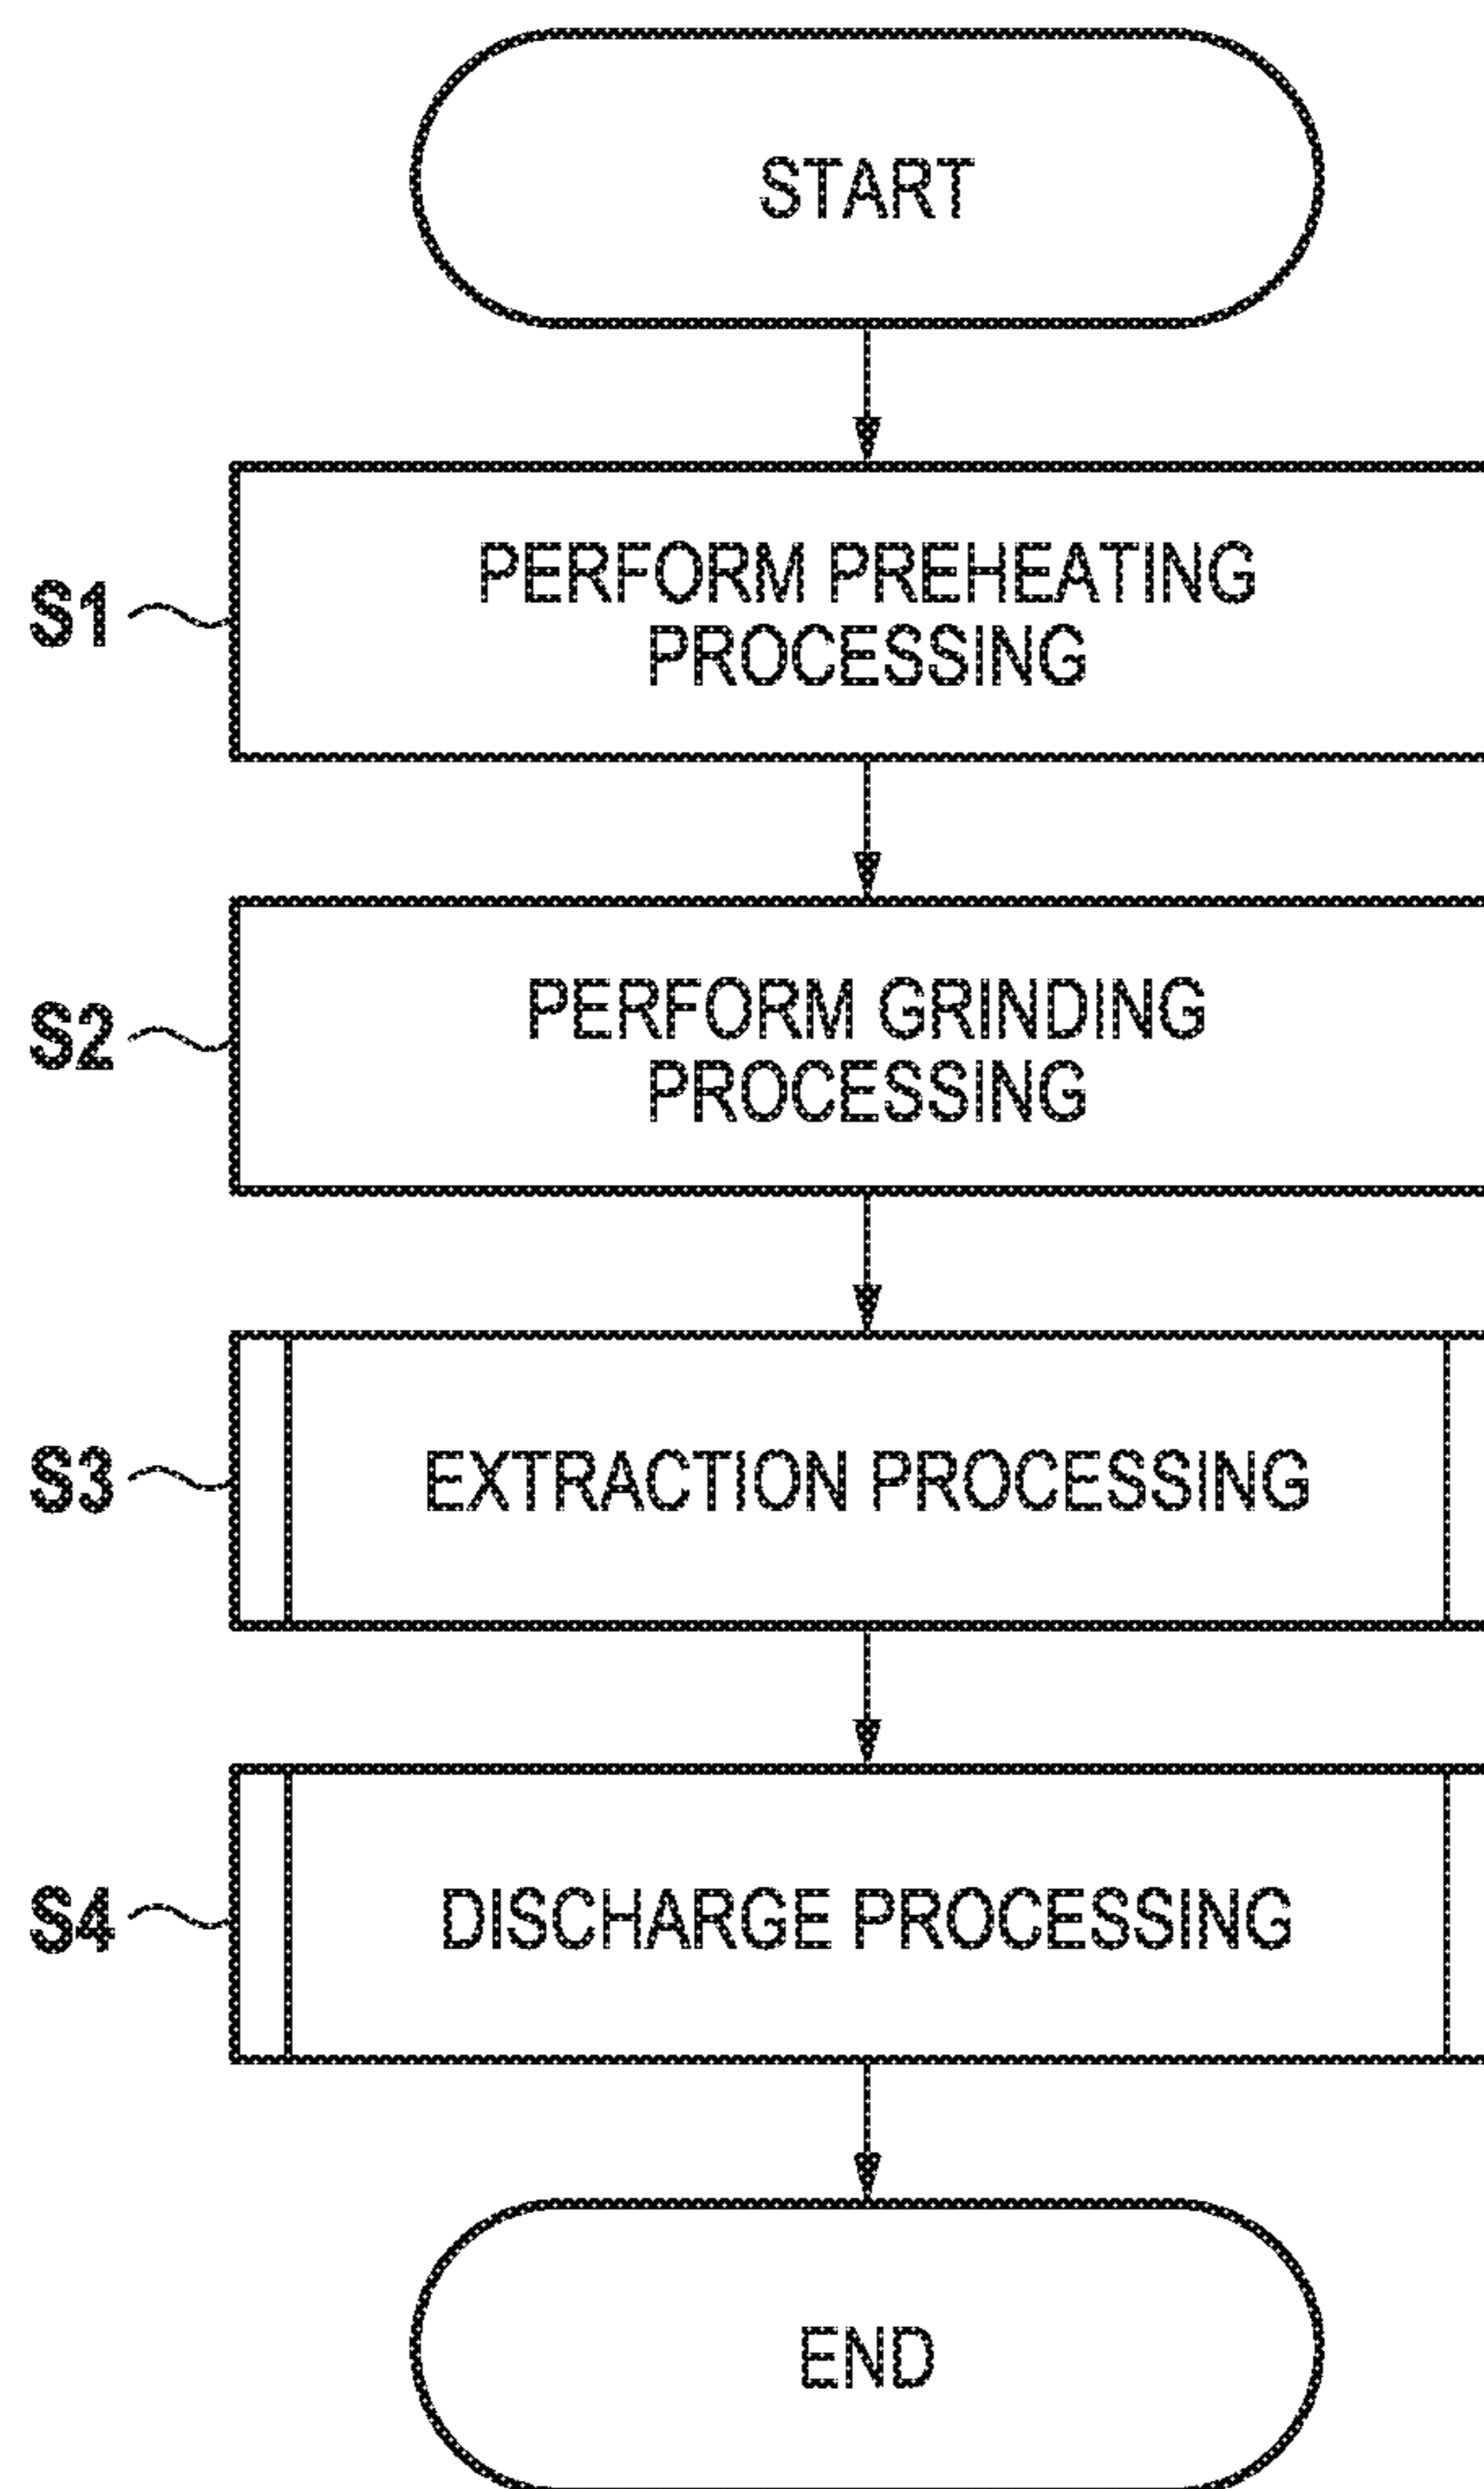 START
S1
PERFORM PREHEATING
PROCESSING
S2
PERFORM GRINDING
PROCESSING
S3
EXTRACTION PROCESSING
S4
DISCHARGE PROCESSING
END